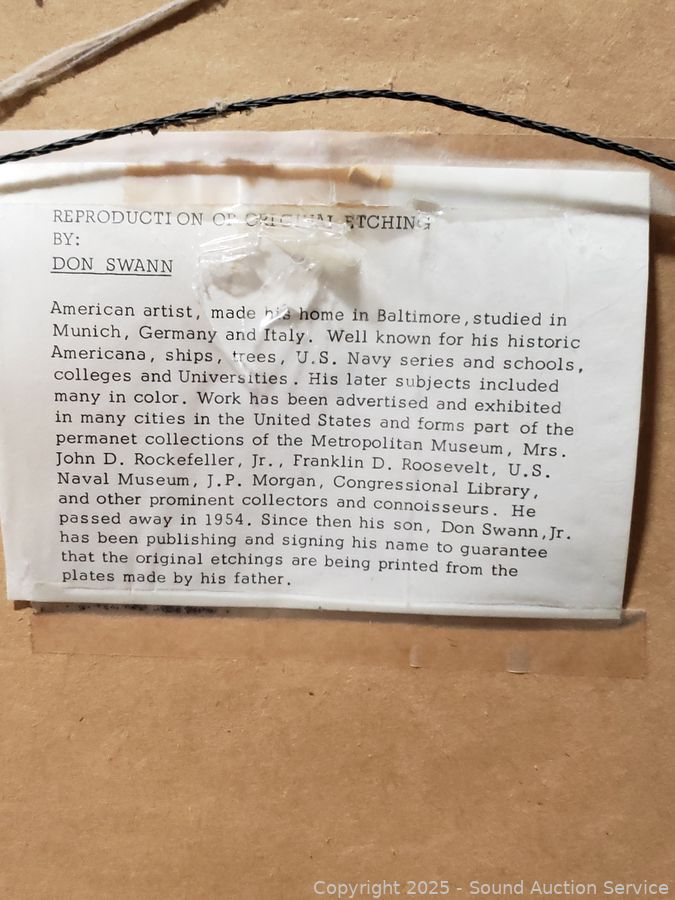 REPRODUCTION OF ORIGINAL ETCHING
BY:
DON SWANN
American artist, made his home in Baltimore, studied in
Munich, Germany and Italy. Well known for his historic
Americana, ships, trees, U.S. Navy series and schools,
colleges and Universities. His later subjects included
many in color. Work has been advertised and exhibited
in many cities in the United States and forms part of the
permanet collections of the Metropolitan Museum, Mrs.
John D. Rockefeller, Jr., Franklin D. Roosevelt, U.S.
Naval Museum, J.P. Morgan, Congressional Library,
and other prominent collectors and connoisseurs. He
passed away in 1954. Since then his son, Don Swann, Jr.
has been publishing and signing his name to guarantee
that the original etchings are being printed from the
plates made by his father.
Copyright 2025 - Sound Auction Service